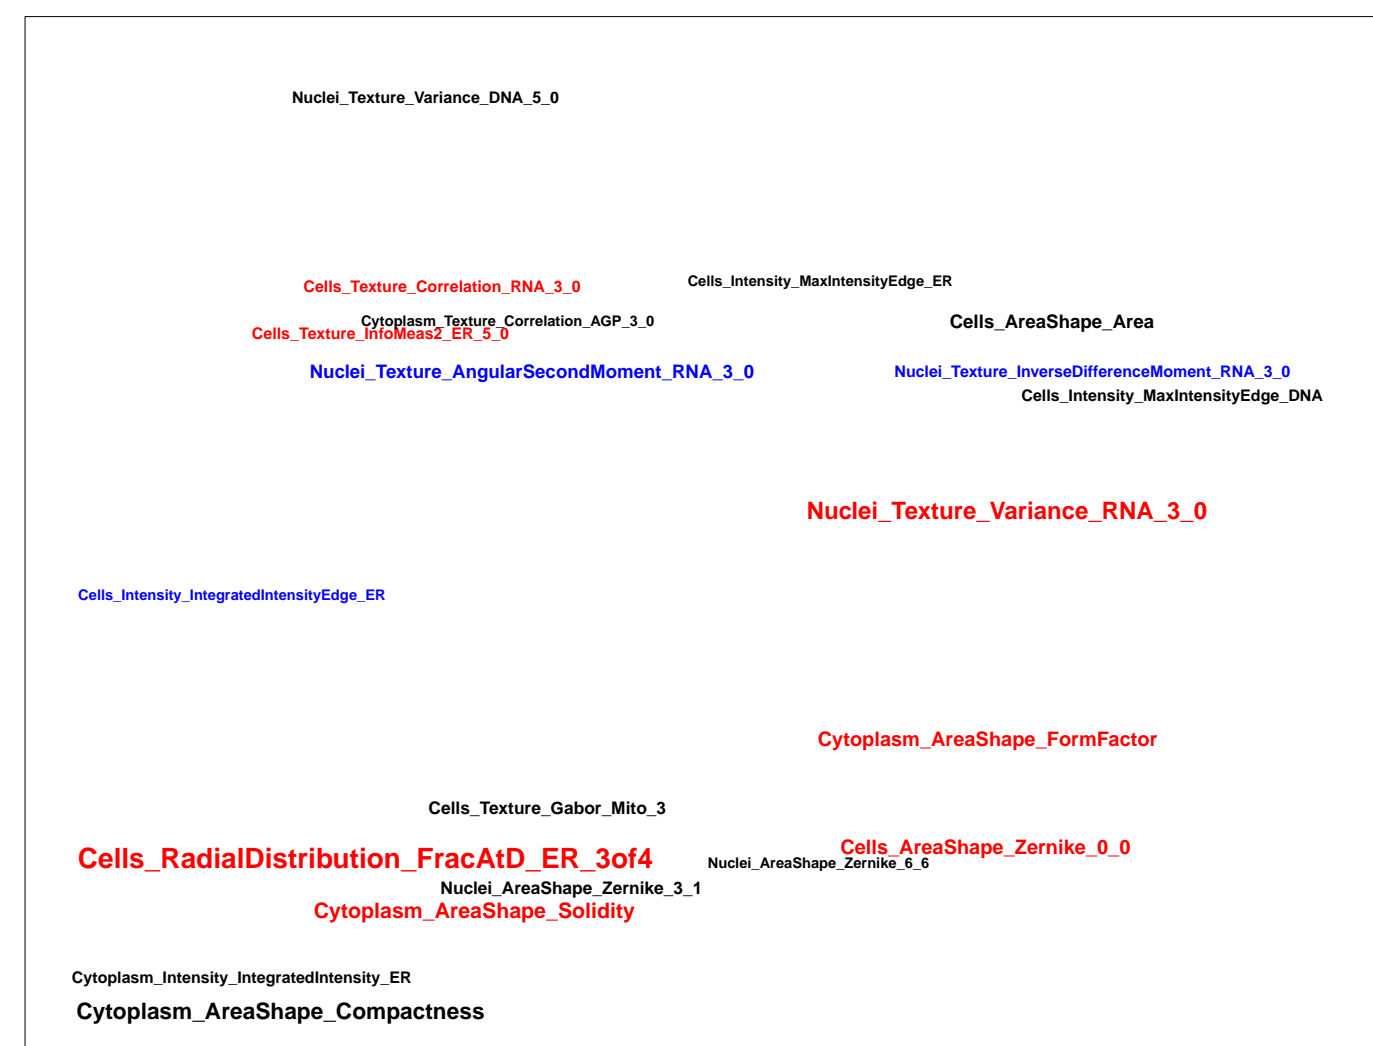 Nuclei_Texture_Variance_DNA_5_0
Cells_Intensity_MaxIntensityEdge_ER
Cells_Texture_Correlation_RNA_3_0
Cytoplasm_Texture_Correlation_AGP_3_0
Cells_AreaShape_Area
Cells_Texture_InfoMeas2_ER_5_0
Nuclei_Texture_AngularSecondMoment_RNA_3_0
Nuclei_Texture_InverseDifferenceMoment_RNA_3_0
Cells_Intensity_MaxIntensityEdge_DNA
Nuclei_Texture_Variance_RNA_3_0
Cells_Intensity_IntegratedIntensityEdge_ER
Cytoplasm_AreaShape_FormFactor
Cells_Texture_Gabor_Mito_3
Cells_AreaShape_Zernike_0_0
Cells_RadialDistribution_FracAtD_ER_3of4
Nuclei_AreaShape_Zernike_6_6
Nuclei_AreaShape_Zernike_3_1
Cytoplasm_AreaShape_Solidity
Cytoplasm_Intensity_IntegratedIntensity_ER
Cytoplasm_AreaShape_Compactness